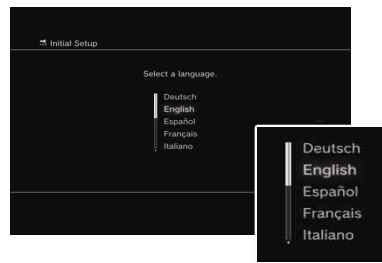 Initial Setup
Select a language.
Deutsch
English
Español
Français
Italiano
Deutsch
English
Español
Français
Italiano